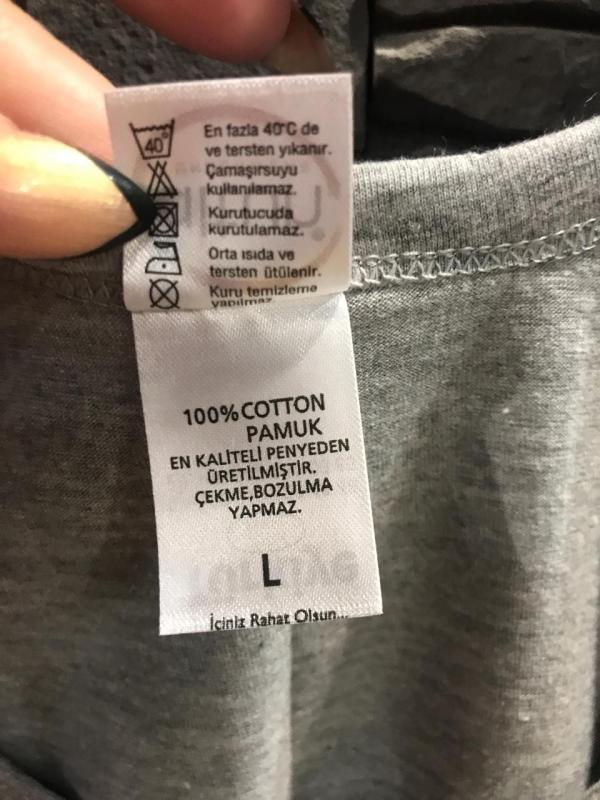 40°
En fazla 40°C de
ve tersten yıkanır.
Çamaşırsuyu
kullanılamaz.
Kurutucuda
kurutulamaz.
Orta ısıda ve
tersten ütülenir.
Kuru temizleme
yapılmaz.
100% COTTON
PAMUK
EN KALİTELİ PENYEDEN
ÜRETİLMİŞTİR.
ÇEKME,BOZULMA
YAPMAZ.
L
İçiniz Rahat Olsun...